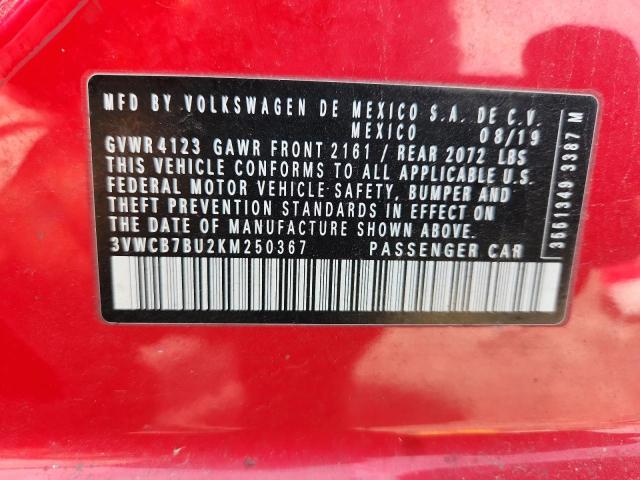 MFD BY VOLKSWAGEN DE MEXICO S.A. DE C.V.
MEXICO 08/19
GVWR 4123 GAWR FRONT 2161 / REAR 2072 LBS
THIS VEHICLE CONFORMS TO ALL APPLICABLE U.S.
FEDERAL MOTOR VEHICLE SAFETY, BUMPER AND
THEFT PREVENTION STANDARDS IN EFFECT ON
THE DATE OF MANUFACTURE SHOWN ABOVE.
3VWCB7BU2KM250367 PASSENGER CAR
3661349 3387 M